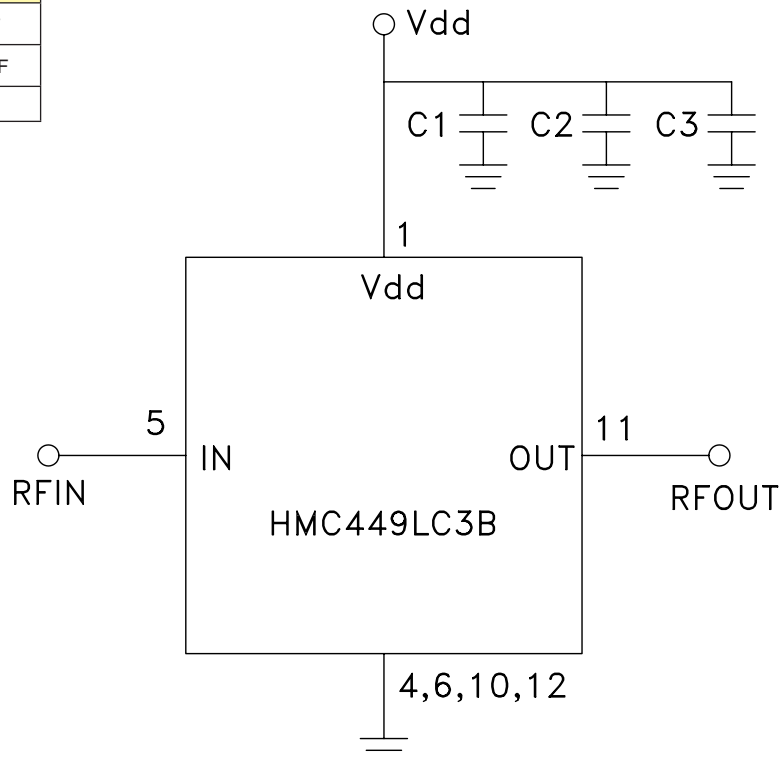 F
Vdd
C1 C2 C3
1
Vdd
5
11
IN
OUT
RFIN
RFOUT
HMC449LC3B
4,6,10,12